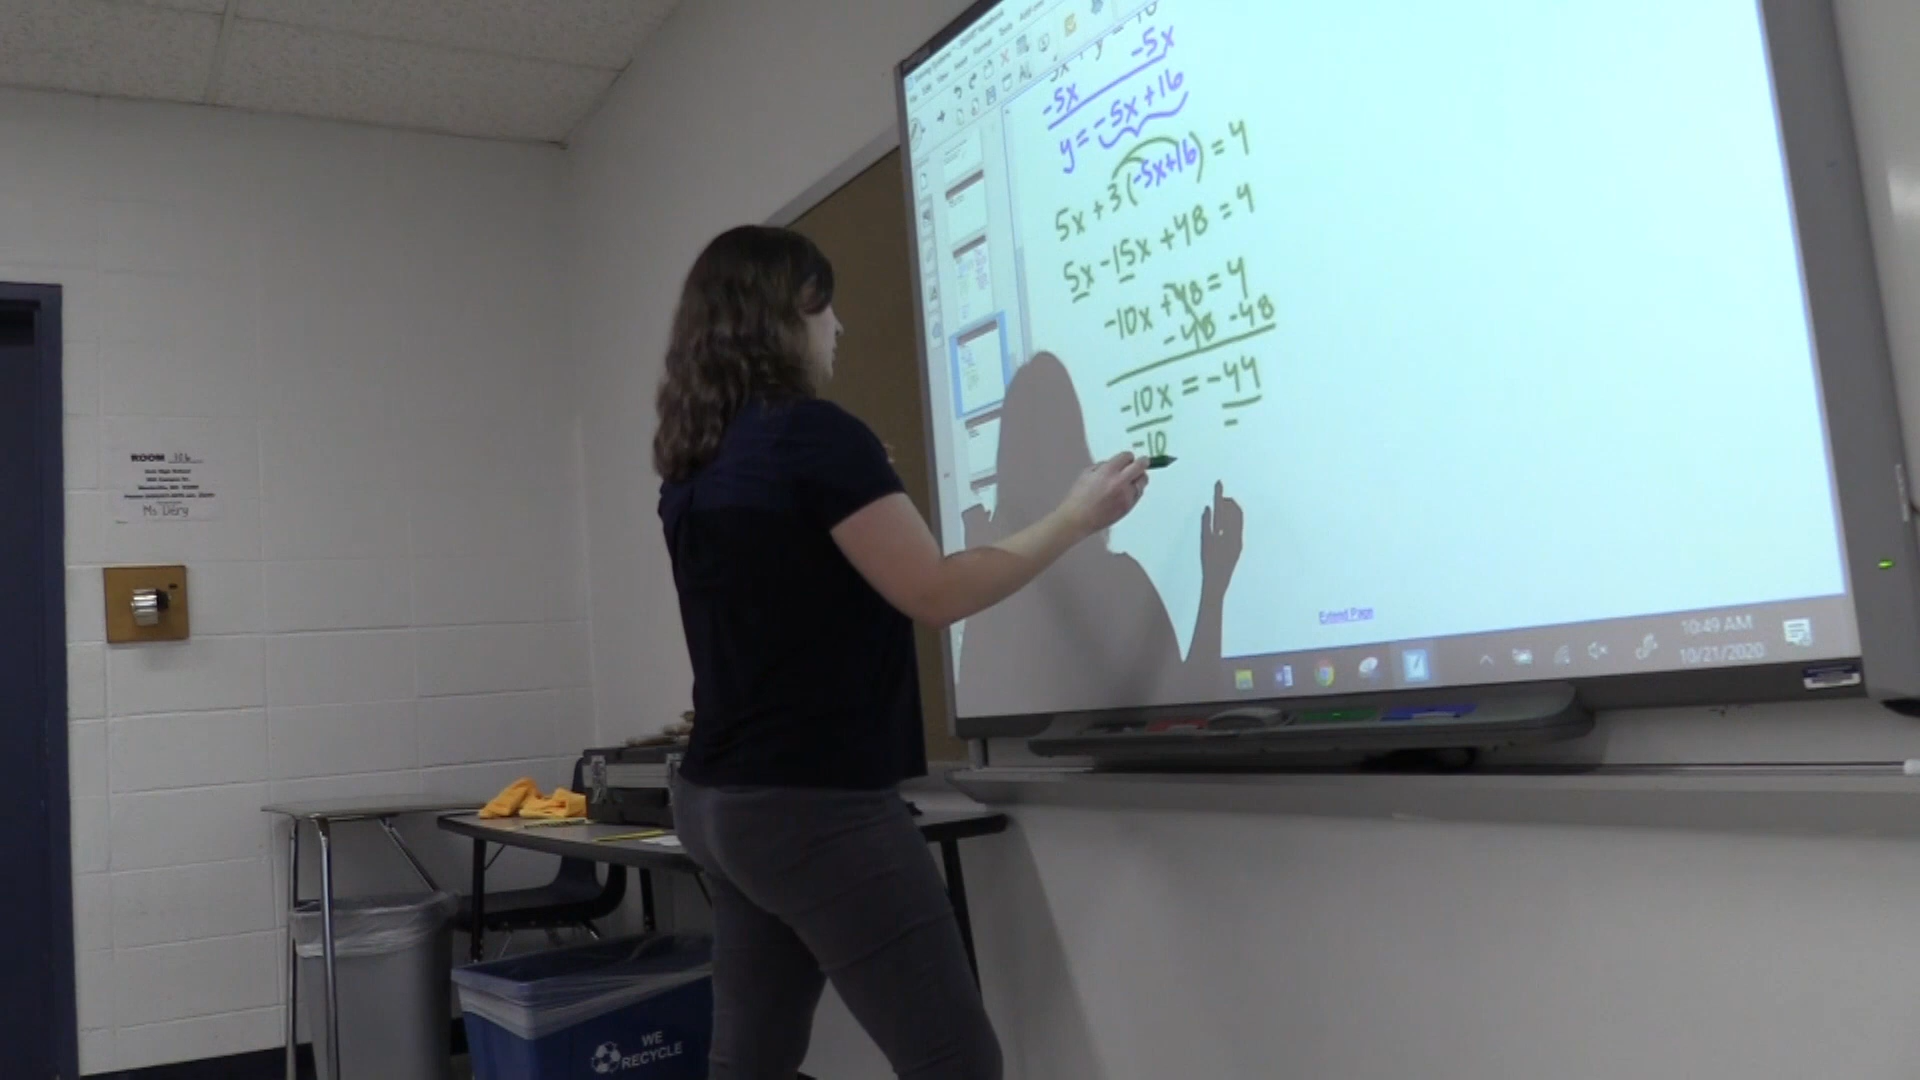 -5x
-5x
y = -5x + 16
5x + 3(-5x+16) = 4
5x - 15x + 48 = 4
-10x + 48 = 4
-48 -48
-10x = -44
-10 -
Extend Page
10:49 AM
10/21/2020
ROOM 106
Ms Dery
WE
RECYCLE